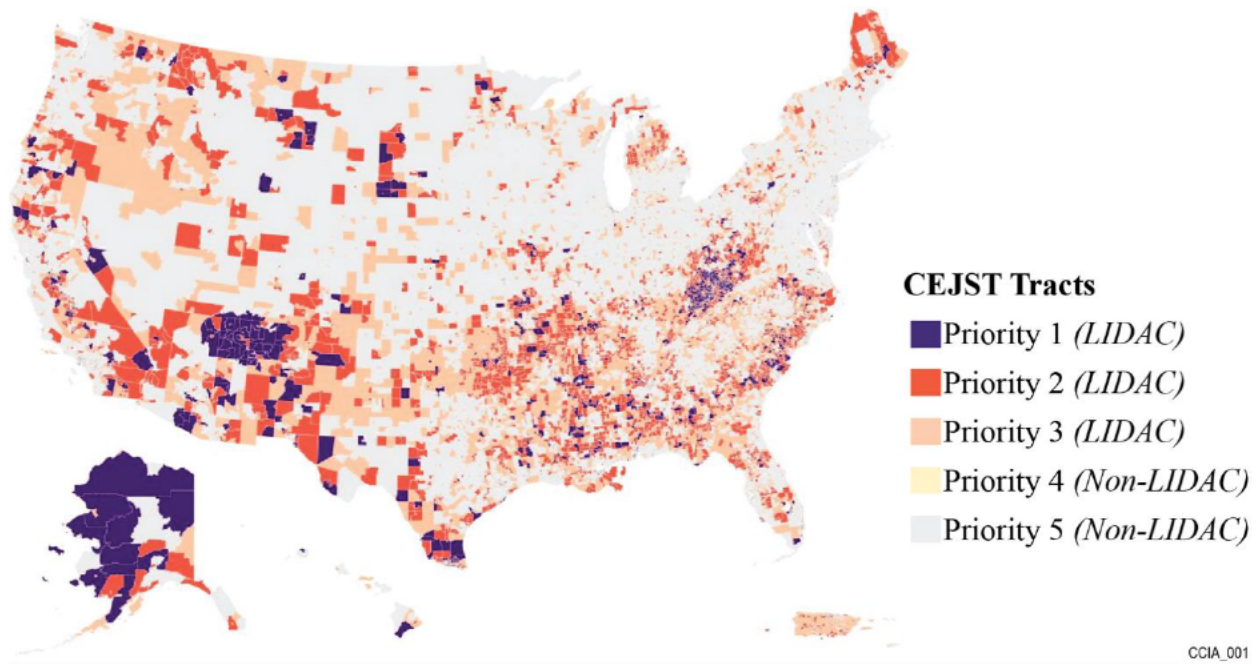 CEJST Tracts
Priority 1 (LIDAC)
Priority 2 (LIDAC)
Priority 3 (LIDAC)
Priority 4 (Non-LIDAC)
Priority 5 (Non-LIDAC)
CCIA_001